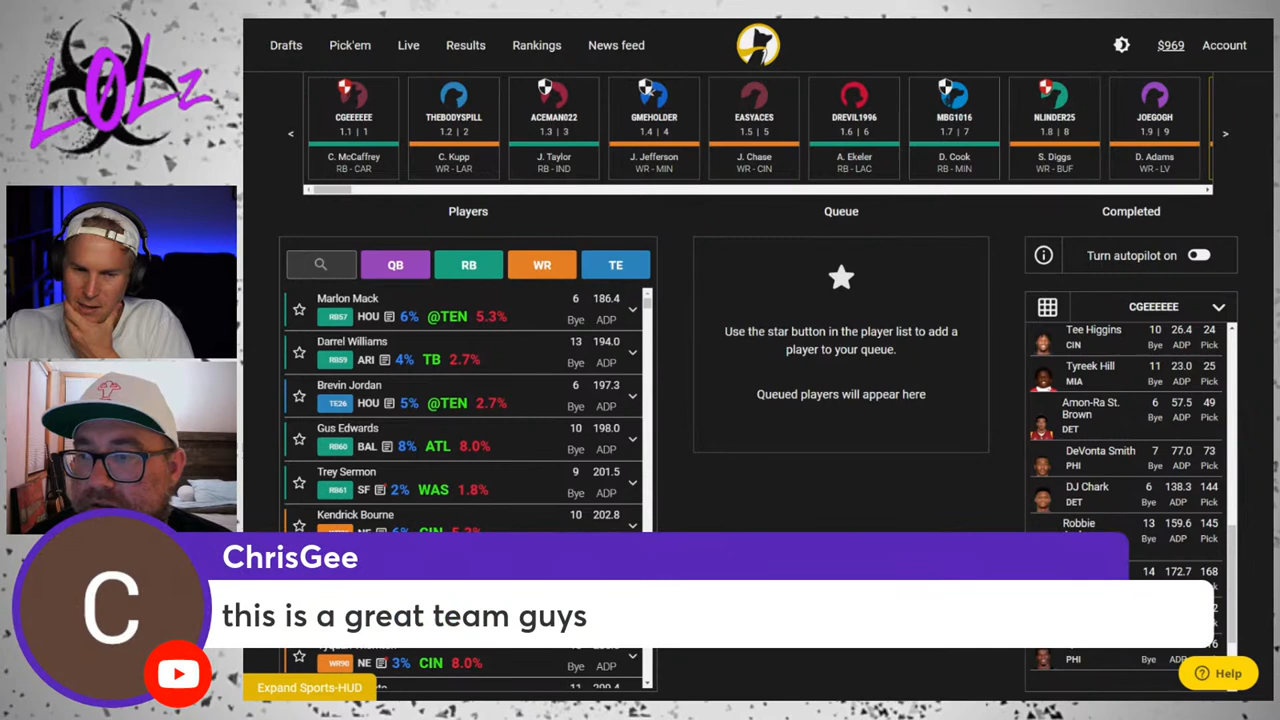 LOLz
Drafts Pick'em Live Results Rankings News feed $969 Account
CGEEEEEE THEBODYSPILL ACEMAN022 GMEHOLDER EASYACES DREVIL1996 MBG1016 NLINDER25 JOEGOGH
1.1 | 1 1.2 | 2 1.3 | 3 1.4 | 4 1.5 | 5 1.6 | 6 1.7 | 7 1.8 | 8 1.9 | 9
< >
C. McCaffrey C. Kupp J. Taylor J. Jefferson J. Chase A. Ekeler D. Cook S. Diggs D. Adams
RB - CAR WR - LAR RB - IND WR - MIN WR - CIN RB - LAC RB - MIN WR - BUF WR - LV
Players Queue Completed
QB RB WR TE
Turn autopilot on
CGEEEEEE
Marlon Mack 6 186.4
RB57 HOU 6% @TEN 5.3% Bye ADP
Darrel Williams 13 194.0
RB59 ARI 4% TB 2.7% Bye ADP
Brevin Jordan 6 197.3
TE26 HOU 5% @TEN 2.7% Bye ADP
Gus Edwards 10 198.0
RB60 BAL 8% ATL 8.0% Bye ADP
Trey Sermon 9 201.5
RB61 SF 2% WAS 1.8% Bye ADP
Kendrick Bourne 10 202.8
NE CIN
WR90 NE 3% CIN 8.0% Bye ADP
Use the star button in the player list to add a
player to your queue.
Queued players will appear here
Tee Higgins 10 26.4 24
CIN Bye ADP Pick
Tyreek Hill 11 23.0 25
MIA Bye ADP Pick
Amon-Ra St. 6 57.5 49
Brown Bye ADP Pick
DET
DeVonta Smith 7 77.0 73
PHI Bye ADP Pick
DJ Chark 6 138.3 144
DET Bye ADP Pick
Robbie 13 159.6 145
Bye ADP Pick
14 172.7 168
PHI Bye ADP Pick
C
ChrisGee
this is a great team guys
Expand Sports-HUD
Help